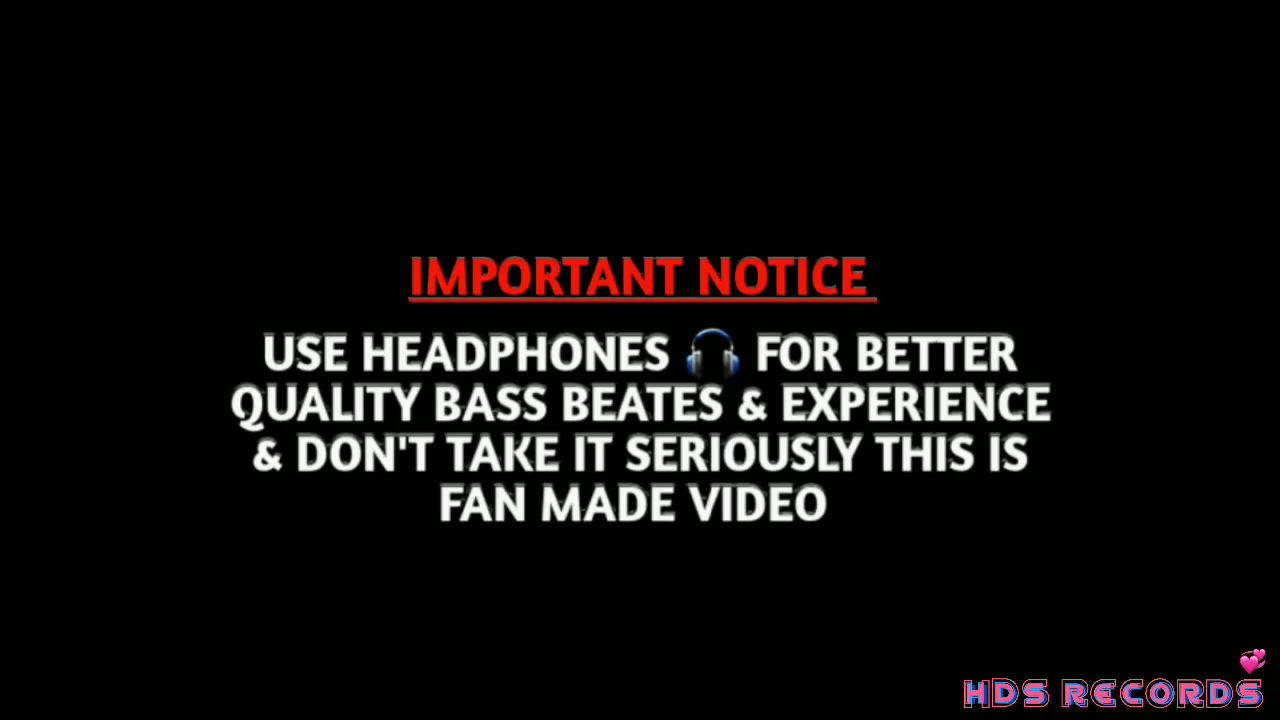 IMPORTANT NOTICE
USE HEADPHONES 🎧 FOR BETTER
QUALITY BASS BEATES & EXPERIENCE
& DON'T TAKE IT SERIOUSLY THIS IS
FAN MADE VIDEO
HDS RECORDS